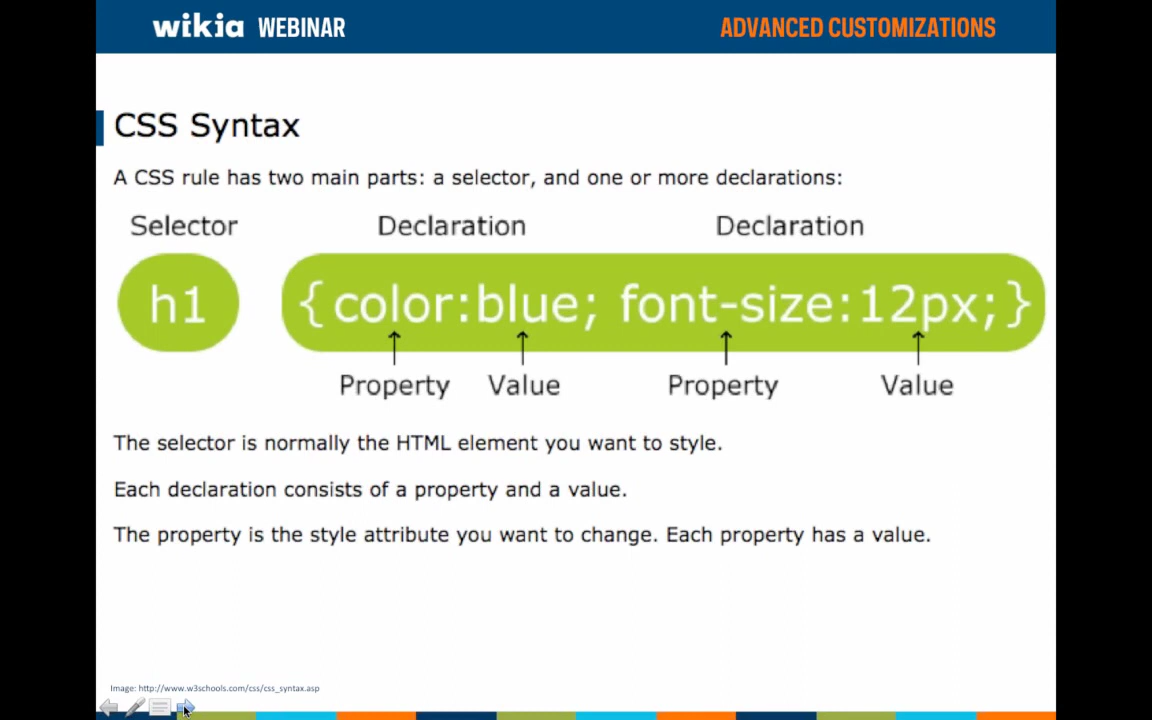 wikia WEBINAR ADVANCED CUSTOMIZATIONS
CSS Syntax
A CSS rule has two main parts: a selector, and one or more declarations:
Selector Declaration Declaration
h1 {color:blue; font-size:12px;}
Property Value Property Value
The selector is normally the HTML element you want to style.
Each declaration consists of a property and a value.
The property is the style attribute you want to change. Each property has a value.
Image: http://www.w3schools.com/css/css_syntax.asp